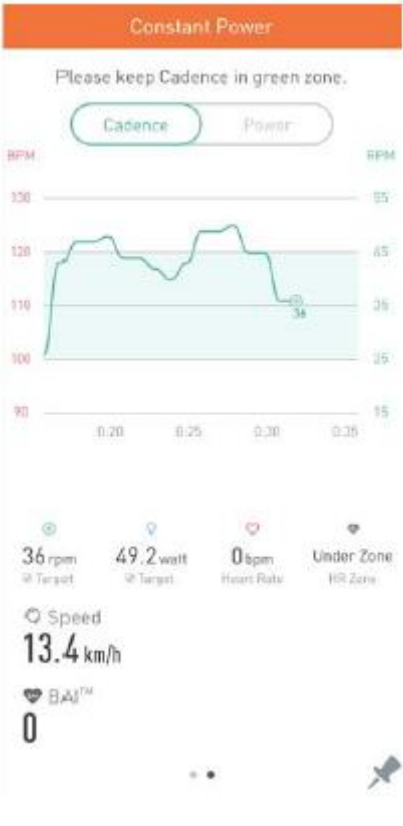 Constant Power
Please keep Cadence in green zone.
Cadence Power
BPM RPM
130 55
120 45
110 35
36
100 25
90 15
0:20 0:25 0:30 0:35
36 rpm 49.2 watt 0 bpm Under Zone
Target Target Heart Rate HR Zone
Speed
13.4 km/h
BAI™
0